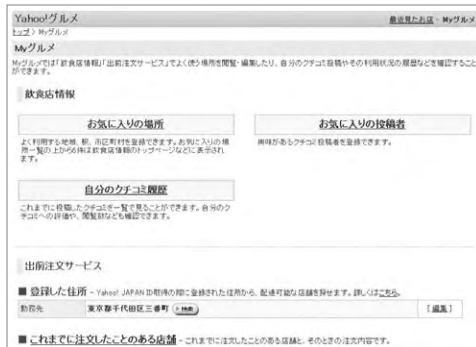 Yahoo!グルメ
最近見たお店 - Myグルメ
トップ > Myグルメ
Myグルメ
Myグルメでは「飲食店情報」「出前注文サービス」でよく使う場所を閲覧・編集したり、自分のクチコミ投稿やその利用状況の履歴などを確認すること
ができます。
飲食店情報
お気に入りの場所
お気に入りの投稿者
よく利用する地域、駅、市区町村を登録できます。お気に入りの場
所一覧の上から6件は飲食店情報のトップページなどに表示され
ます。
興味があるクチコミ投稿者を登録できます。
自分のクチコミ履歴
これまでに投稿したクチコミを一覧で見ることができます。自分のク
チコミへの評価や、閲覧数なども確認できます。
出前注文サービス
■ 登録した住所 - Yahoo! JAPAN ID取得の際に登録された住所から、配達可能な店舗を探せます。詳しくはこちら。
勤務先 東京都千代田区三番町 検索 [編集]
■ これまでに注文したことのある店舗 - これまでに注文したことのある店舗と、そのときの注文内容です。